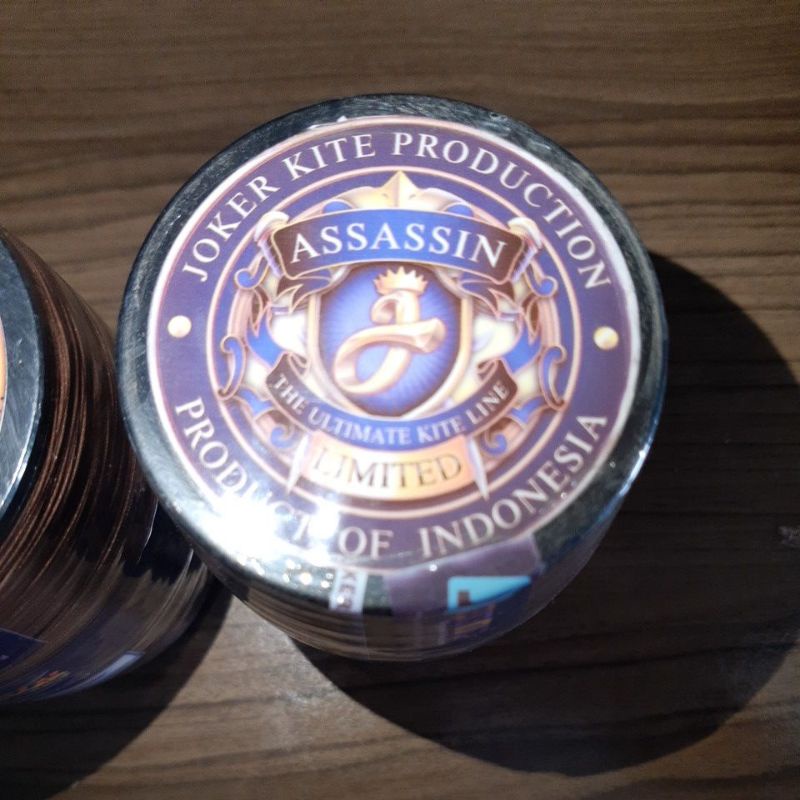 JOKER KITE PRODUCTION
ASSASSIN
THE ULTIMATE KITE LINE
LIMITED
PRODUCT OF INDONESIA